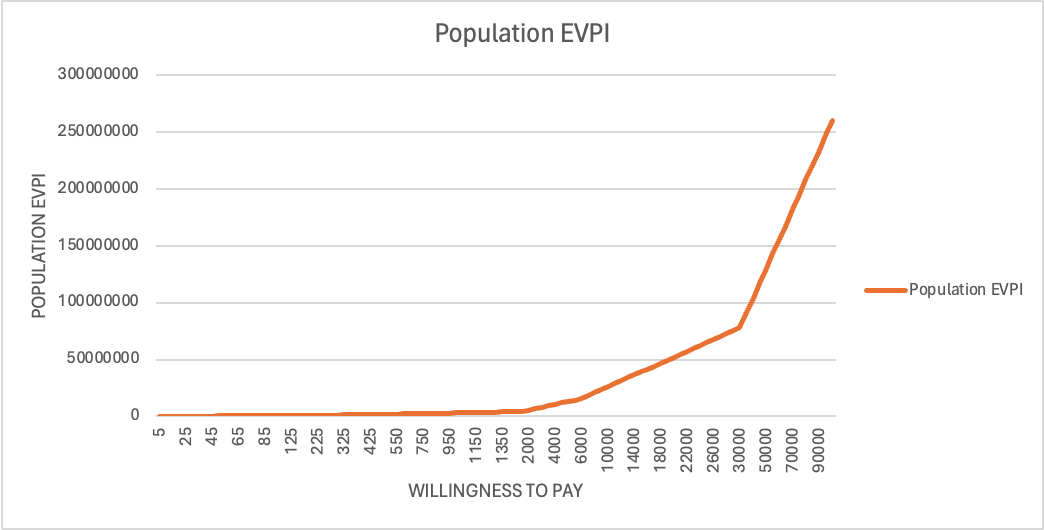 Population EVPI
300000000
250000000
200000000
150000000
100000000
50000000
0
POPULATION EVPI
5 25 45 65 85 125 225 325 425 550 750 950 1150 1350 2000 4000 6000 10000 14000 18000 22000 26000 30000 50000 70000 90000
WILLINGNESS TO PAY
Population EVPI